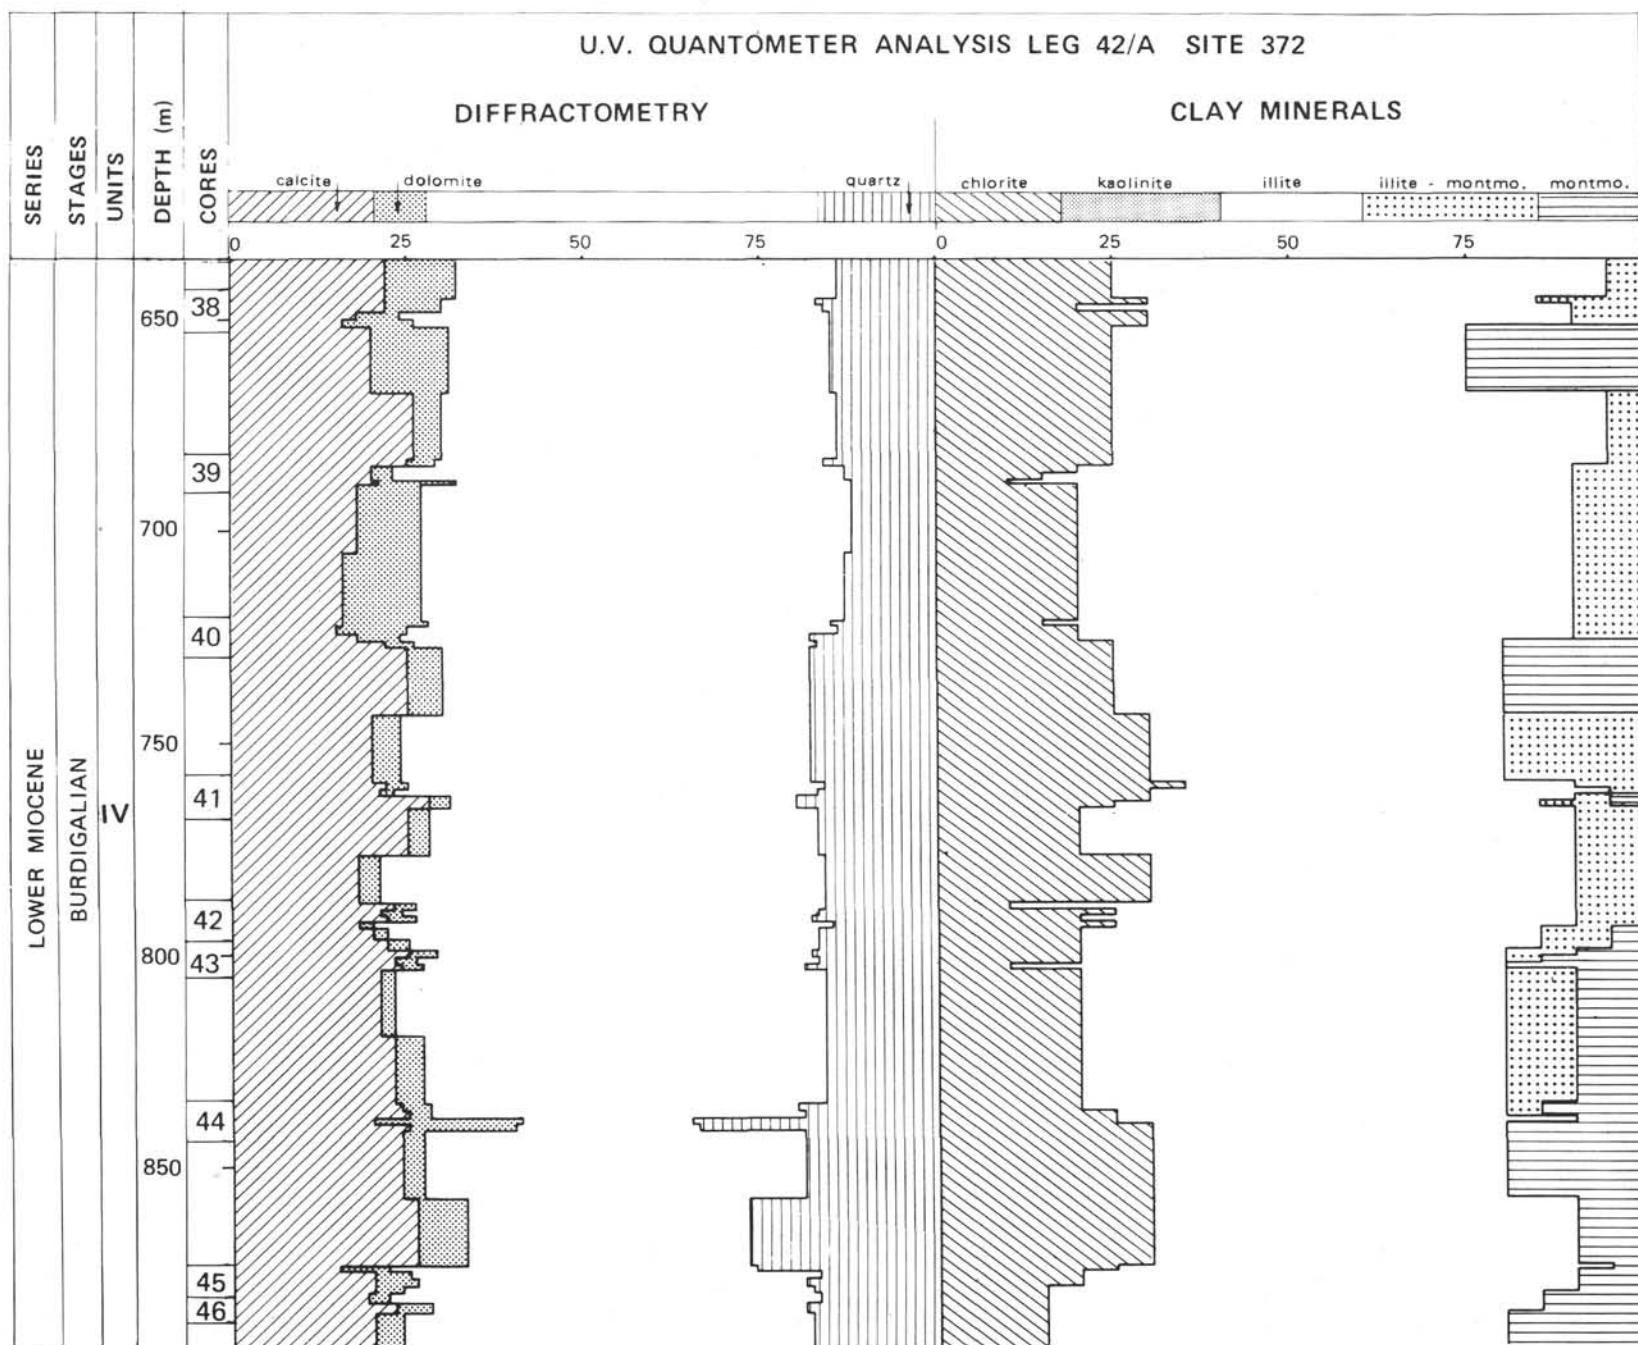 U.V. QUANTOMETER ANALYSIS LEG 42/A SITE 372
DIFFRACTOMETRY
CLAY MINERALS
SERIES
STAGES
UNITS
DEPTH (m)
CORES
calcite dolomite quartz chlorite kaolinite illite illite - montmo. montmo.
0 25 50 75 0 25 50 75
38
650
39
700
40
750
41
LOWER MIOCENE
BURDIGALIAN
IV
42
800
43
44
850
45
46